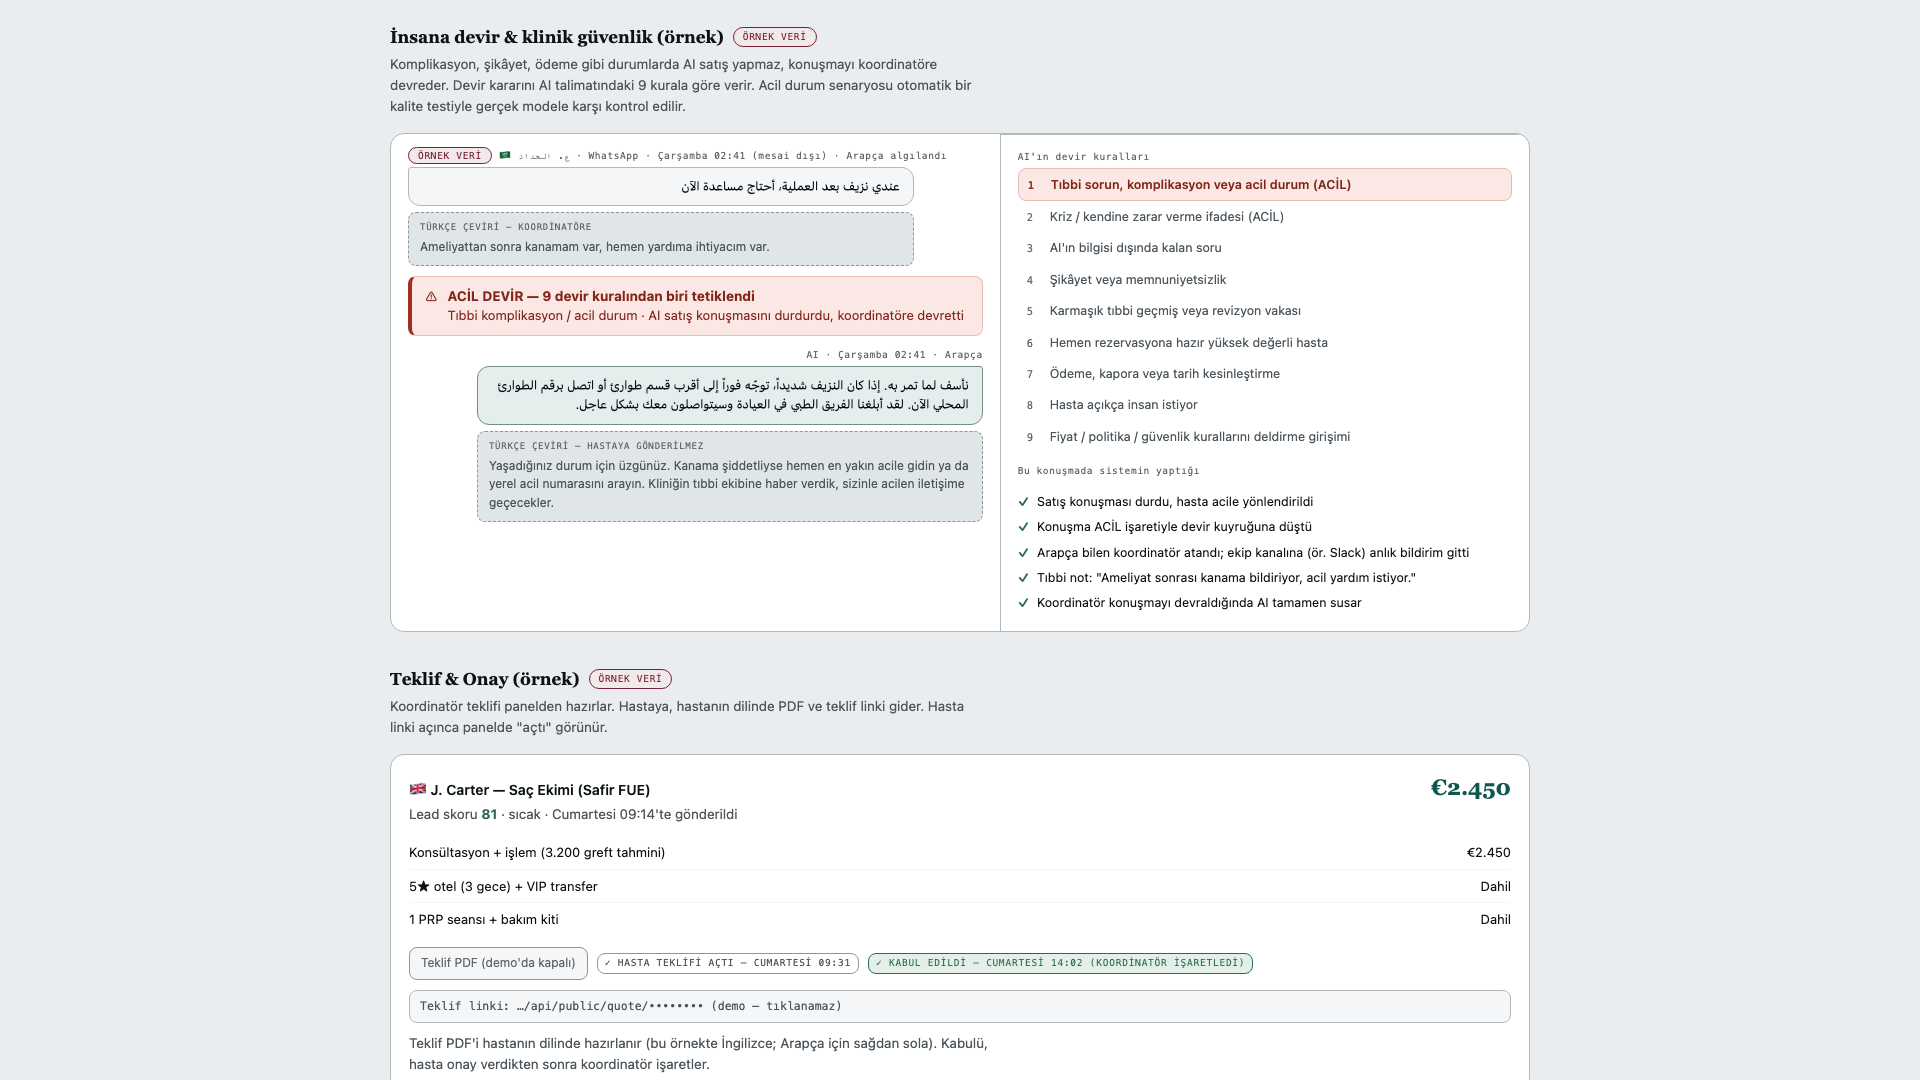 İnsana devir & klinik güvenlik (örnek) ÖRNEK VERİ
Komplikasyon, şikâyet, ödeme gibi durumlarda AI satış yapmaz, konuşmayı koordinatöre
devreder. Devir kararını AI talimatındaki 9 kurala göre verir. Acil durum senaryosu otomatik bir
kalite testiyle gerçek modele karşı kontrol edilir.
ÖRNEK VERİ ع. الحداد · WhatsApp · Çarşamba 02:41 (mesai dışı) · Arapça algılandı
عندي نزيف بعد العملية، أحتاج مساعدة الآن
TÜRKÇE ÇEVİRİ — KOORDİNATÖRE
Ameliyattan sonra kanamam var, hemen yardıma ihtiyacım var.
ACİL DEVİR — 9 devir kuralından biri tetiklendi
Tıbbi komplikasyon / acil durum · AI satış konuşmasını durdurdu, koordinatöre devretti
AI · Çarşamba 02:41 · Arapça
نأسف لما تمر به. إذا كان النزيف شديداً، توجّه فوراً إلى أقرب قسم طوارئ أو اتصل برقم الطوارئ
المحلي الآن. لقد أبلغنا الفريق الطبي في العيادة وسيتواصلون معك بشكل عاجل.
TÜRKÇE ÇEVİRİ — HASTAYA GÖNDERİLMEZ
Yaşadığınız durum için üzgünüz. Kanama şiddetliyse hemen en yakın acile gidin ya da
yerel acil numarasını arayın. Kliniğin tıbbi ekibine haber verdik, sizinle acilen iletişime
geçecekler.
AI'ın devir kuralları
1 Tıbbi sorun, komplikasyon veya acil durum (ACİL)
2 Kriz / kendine zarar verme ifadesi (ACİL)
3 AI'ın bilgisi dışında kalan soru
4 Şikâyet veya memnuniyetsizlik
5 Karmaşık tıbbi geçmiş veya revizyon vakası
6 Hemen rezervasyona hazır yüksek değerli hasta
7 Ödeme, kapora veya tarih kesinleştirme
8 Hasta açıkça insan istiyor
9 Fiyat / politika / güvenlik kurallarını deldirme girişimi
Bu konuşmada sistemin yaptığı
✓ Satış konuşması durdu, hasta acile yönlendirildi
✓ Konuşma ACİL işaretiyle devir kuyruğuna düştü
✓ Arapça bilen koordinatör atandı; ekip kanalına (ör. Slack) anlık bildirim gitti
✓ Tıbbi not: "Ameliyat sonrası kanama bildiriyor, acil yardım istiyor."
✓ Koordinatör konuşmayı devraldığında AI tamamen susar
Teklif & Onay (örnek) ÖRNEK VERİ
Koordinatör teklifi panelden hazırlar. Hastaya, hastanın dilinde PDF ve teklif linki gider. Hasta
linki açınca panelde "açtı" görünür.
J. Carter — Saç Ekimi (Safir FUE) €2.450
Lead skoru 81 · sıcak · Cumartesi 09:14'te gönderildi
Konsültasyon + işlem (3.200 greft tahmini) €2.450
5★ otel (3 gece) + VIP transfer Dahil
1 PRP seansı + bakım kiti Dahil
Teklif PDF (demo'da kapalı) ✓ HASTA TEKLİFİ AÇTI — CUMARTESİ 09:31 ✓ KABUL EDİLDİ — CUMARTESİ 14:02 (KOORDİNATÖR İŞARETLEDİ)
Teklif linki: …/api/public/quote/•••••••• (demo — tıklanamaz)
Teklif PDF'i hastanın dilinde hazırlanır (bu örnekte İngilizce; Arapça için sağdan sola). Kabulü,
hasta onay verdikten sonra koordinatör işaretler.